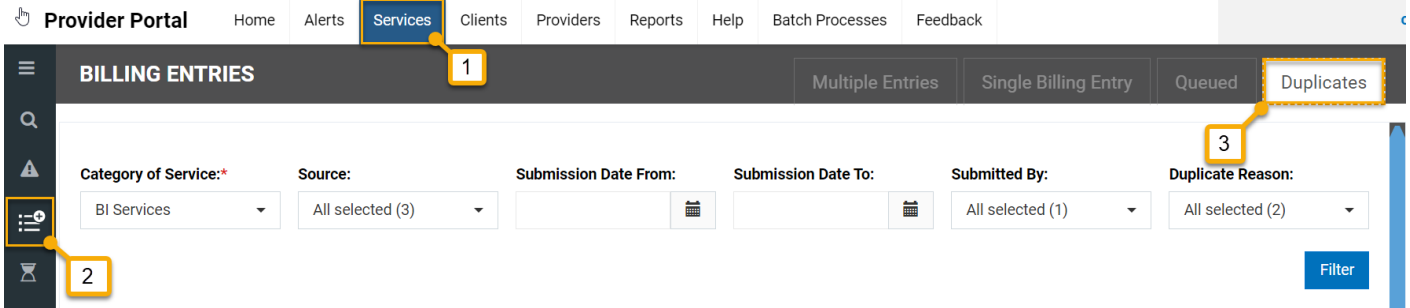 Provider Portal Home Alerts Services Clients Providers Reports Help Batch Processes Feedback
1
BILLING ENTRIES Multiple Entries Single Billing Entry Queued Duplicates
3
Category of Service:* Source: Submission Date From: Submission Date To: Submitted By: Duplicate Reason:
BI Services All selected (3) All selected (1) All selected (2)
2
Filter